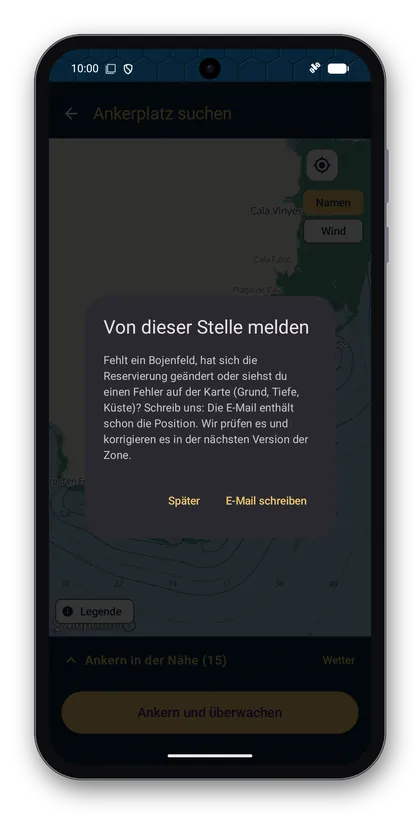 10:00
Ankerplatz suchen
Cala Vinyes
Namen
Wind
Cala Falcó
Von dieser Stelle melden
Fehlt ein Bojenfeld, hat sich die
Reservierung geändert oder siehst du
einen Fehler auf der Karte (Grund, Tiefe,
Küste)? Schreib uns: Die E-Mail enthält
schon die Position. Wir prüfen es und
korrigieren es in der nächsten Version der
Zone.
Später
E-Mail schreiben
Legende
Ankern in der Nähe (15)
Wetter
Ankern und überwachen